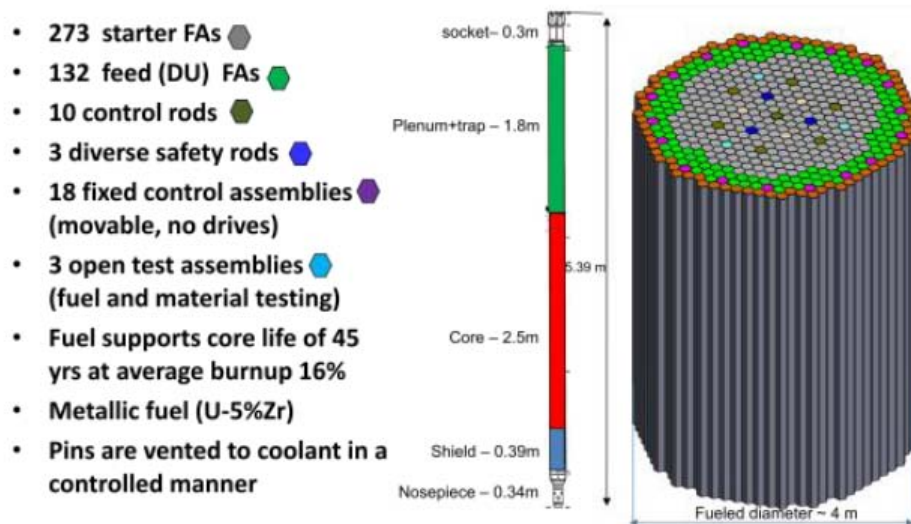 • 273 starter FAs
• 132 feed (DU) FAs
• 10 control rods
• 3 diverse safety rods
• 18 fixed control assemblies
(movable, no drives)
• 3 open test assemblies
(fuel and material testing)
• Fuel supports core life of 45
yrs at average burnup 16%
• Metallic fuel (U-5%Zr)
• Pins are vented to coolant in a
controlled manner
socket– 0.3m
Plenum+trap – 1.8m
5.39 m
Core – 2.5m
Shield – 0.39m
Nosepiece – 0.34m
Fueled diameter ~ 4 m